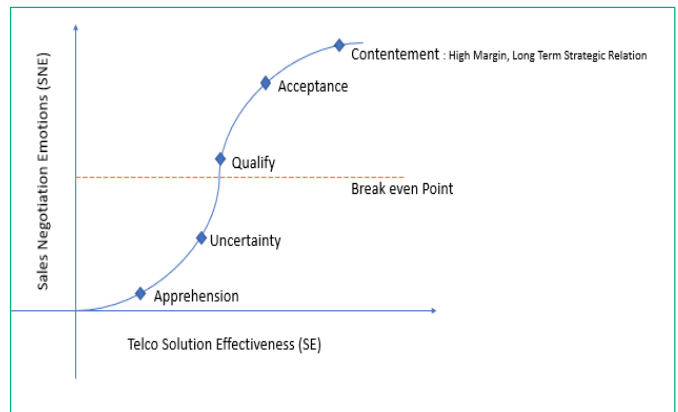 Sales Negotiation Emotions (SNE)
Contentement : High Margin, Long Term Strategic Relation
Acceptance
Qualify
Break even Point
Uncertainty
Apprehension
Telco Solution Effectiveness (SE)